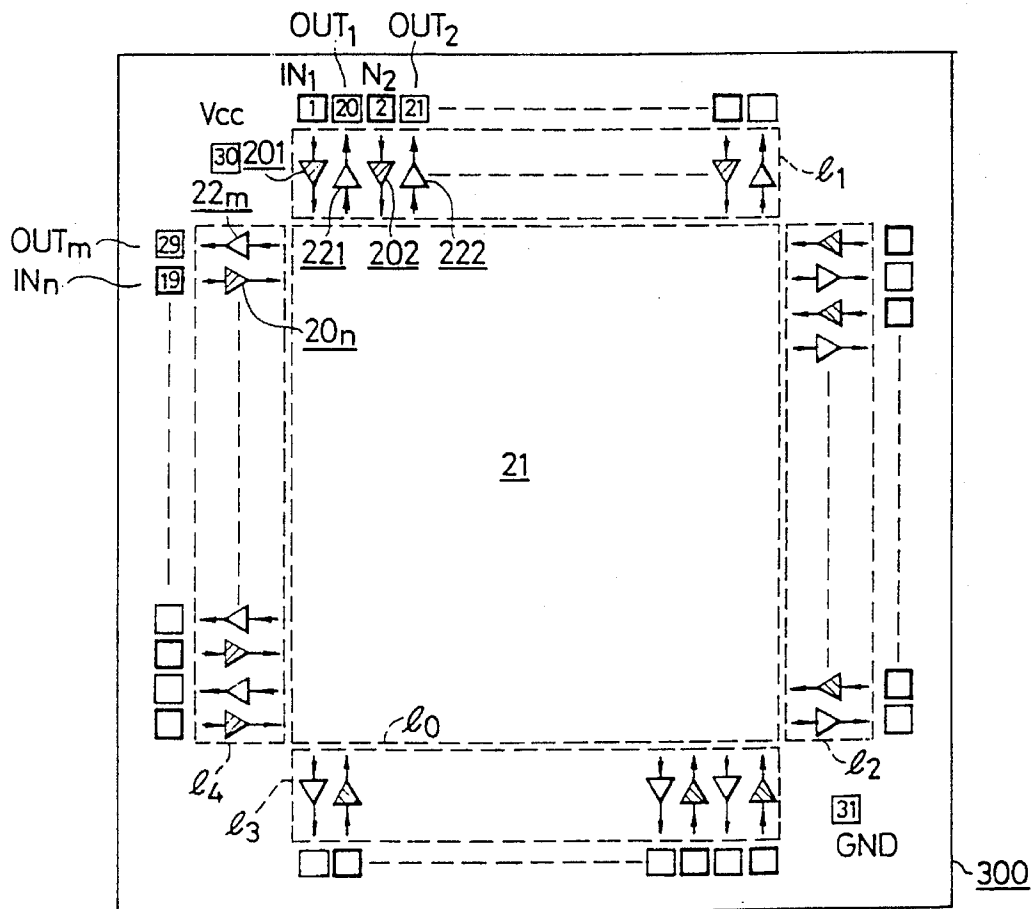 OUT1 OUT2
IN1 N2
1 20 2 21
Vcc
30 201
ℓ1
22m
OUTm 29
221 202 222
INn 19
20n
21
ℓ0
ℓ4
ℓ2
ℓ3
31
GND
300